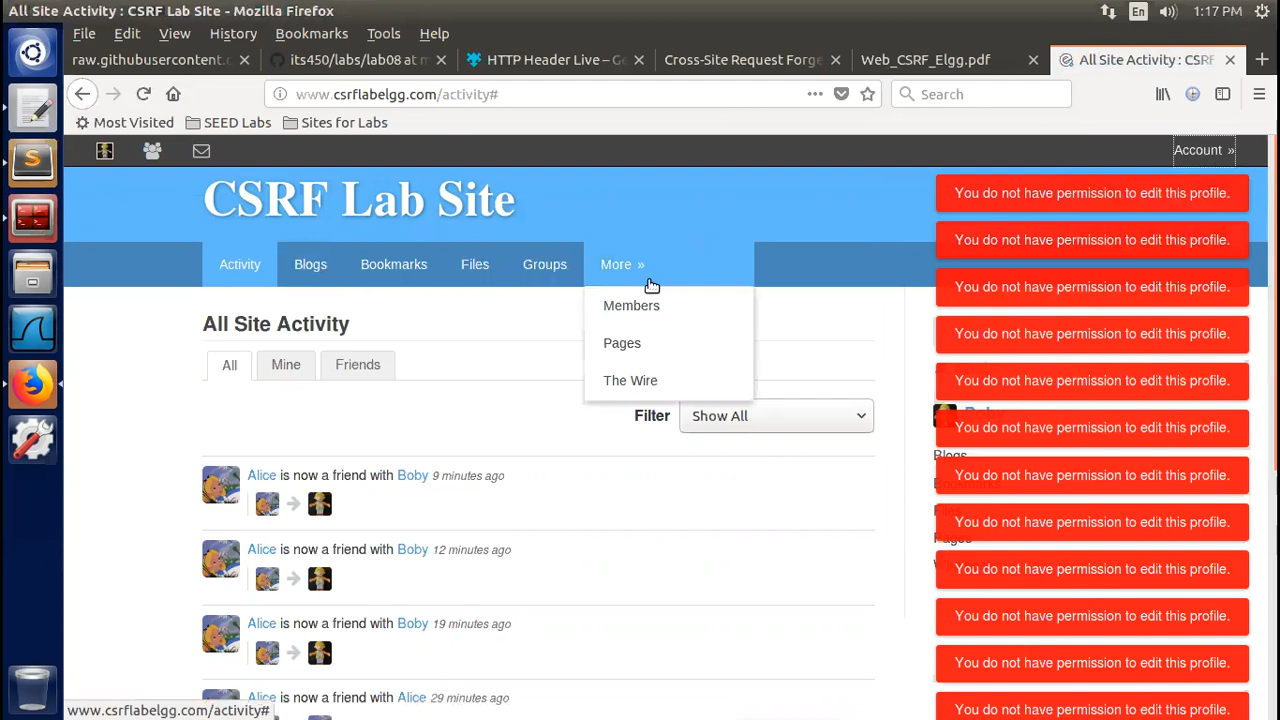 All Site Activity : CSRF Lab Site - Mozilla Firefox
En
1:17 PM
File Edit View History Bookmarks Tools Help
raw.githubusercontent.c
its450/labs/lab08 at m
HTTP Header Live – Ge
Cross-Site Request Forge
Web_CSRF_Elgg.pdf
All Site Activity : CSRF
www.csrflabelgg.com/activity#
Search
Most Visited SEED Labs Sites for Labs
Account »
CSRF Lab Site
Activity Blogs Bookmarks Files Groups More »
Members
Pages
The Wire
All Site Activity
All Mine Friends
Filter Show All
Alice is now a friend with Boby 9 minutes ago
Alice is now a friend with Boby 12 minutes ago
Alice is now a friend with Boby 19 minutes ago
Alice is now a friend with Alice 29 minutes ago
You do not have permission to edit this profile.
You do not have permission to edit this profile.
You do not have permission to edit this profile.
You do not have permission to edit this profile.
You do not have permission to edit this profile.
Boby
You do not have permission to edit this profile.
Blogs
You do not have permission to edit this profile.
Bookmarks
Files
You do not have permission to edit this profile.
Pages
You do not have permission to edit this profile.
You do not have permission to edit this profile.
You do not have permission to edit this profile.
You do not have permission to edit this profile.
www.csrflabelgg.com/activity#